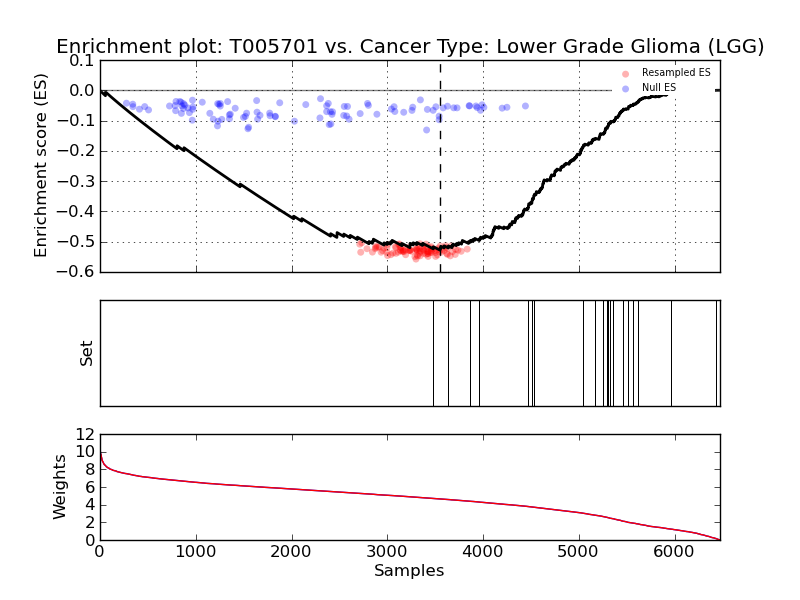 Enrichment plot: T005701 vs. Cancer Type: Lower Grade Glioma (LGG)
Enrichment score (ES)
0.1
0.0
−0.1
−0.2
−0.3
−0.4
−0.5
−0.6
Resampled ES
Null ES
Set
Weights
12
10
8
6
4
2
0
0 1000 2000 3000 4000 5000 6000
Samples